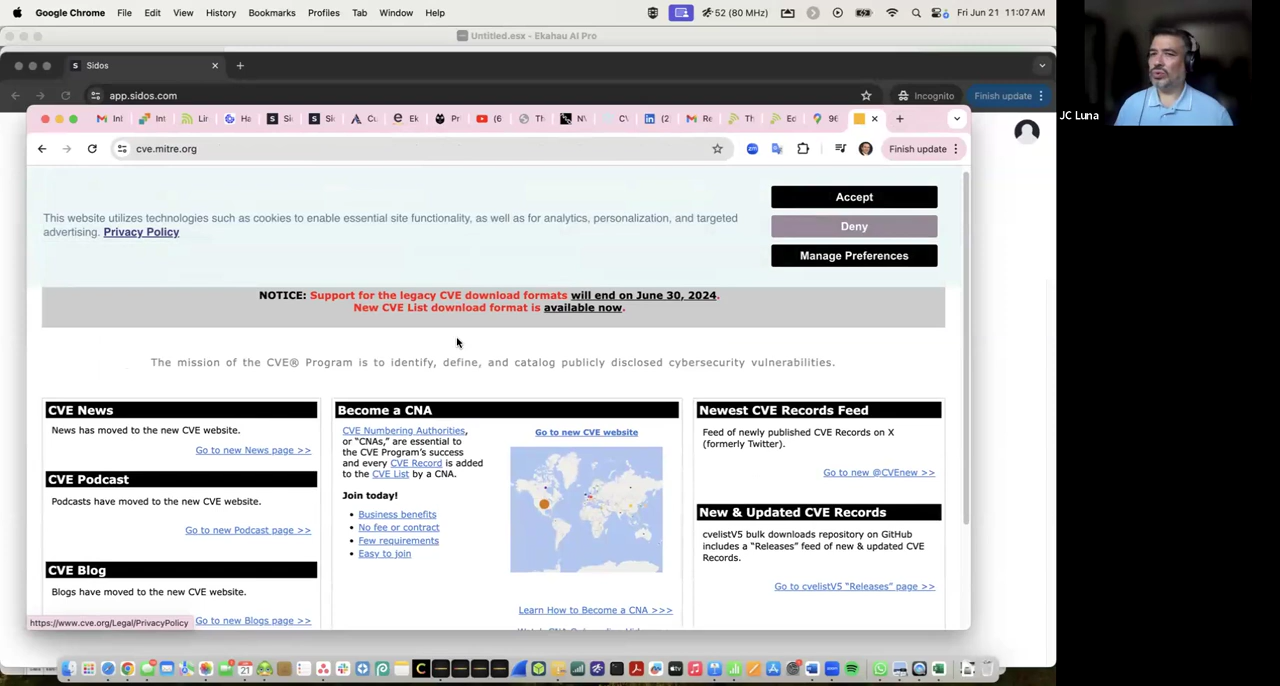 Google Chrome File Edit View History Bookmarks Profiles Tab Window Help 52 (80 MHz) Fri Jun 21 11:07 AM
Untitled.esx - Ekahau AI Pro
S Sidos
app.sidos.com Incognito Finish update
JC Luna
cve.mitre.org Finish update
This website utilizes technologies such as cookies to enable essential site functionality, as well as for analytics, personalization, and targeted
advertising. Privacy Policy
Accept
Deny
Manage Preferences
NOTICE: Support for the legacy CVE download formats will end on June 30, 2024.
New CVE List download format is available now.
The mission of the CVE® Program is to identify, define, and catalog publicly disclosed cybersecurity vulnerabilities.
CVE News
News has moved to the new CVE website.
Go to new News page >>
CVE Podcast
Podcasts have moved to the new CVE website.
Go to new Podcast page >>
CVE Blog
Blogs have moved to the new CVE website.
Go to new Blogs page >>
Become a CNA
CVE Numbering Authorities,
or "CNAs," are essential to
the CVE Program's success
and every CVE Record is added
to the CVE List by a CNA.
Join today!
• Business benefits
• No fee or contract
• Few requirements
• Easy to join
Go to new CVE website
Learn How to Become a CNA >>>
Newest CVE Records Feed
Feed of newly published CVE Records on X
(formerly Twitter).
Go to new @CVEnew >>
New & Updated CVE Records
cvelistV5 bulk downloads repository on GitHub
includes a "Releases" feed of new & updated CVE
Records.
Go to cvelistV5 "Releases" page >>
https://www.cve.org/Legal/PrivacyPolicy